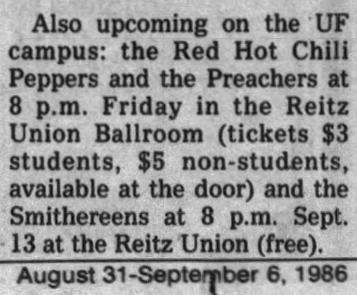 Also upcoming on the UF
campus: the Red Hot Chili
Peppers and the Preachers at
8 p.m. Friday in the Reitz
Union Ballroom (tickets $3
students, $5 non-students,
available at the door) and the
Smithereens at 8 p.m. Sept.
13 at the Reitz Union (free).
August 31-September 6, 1986